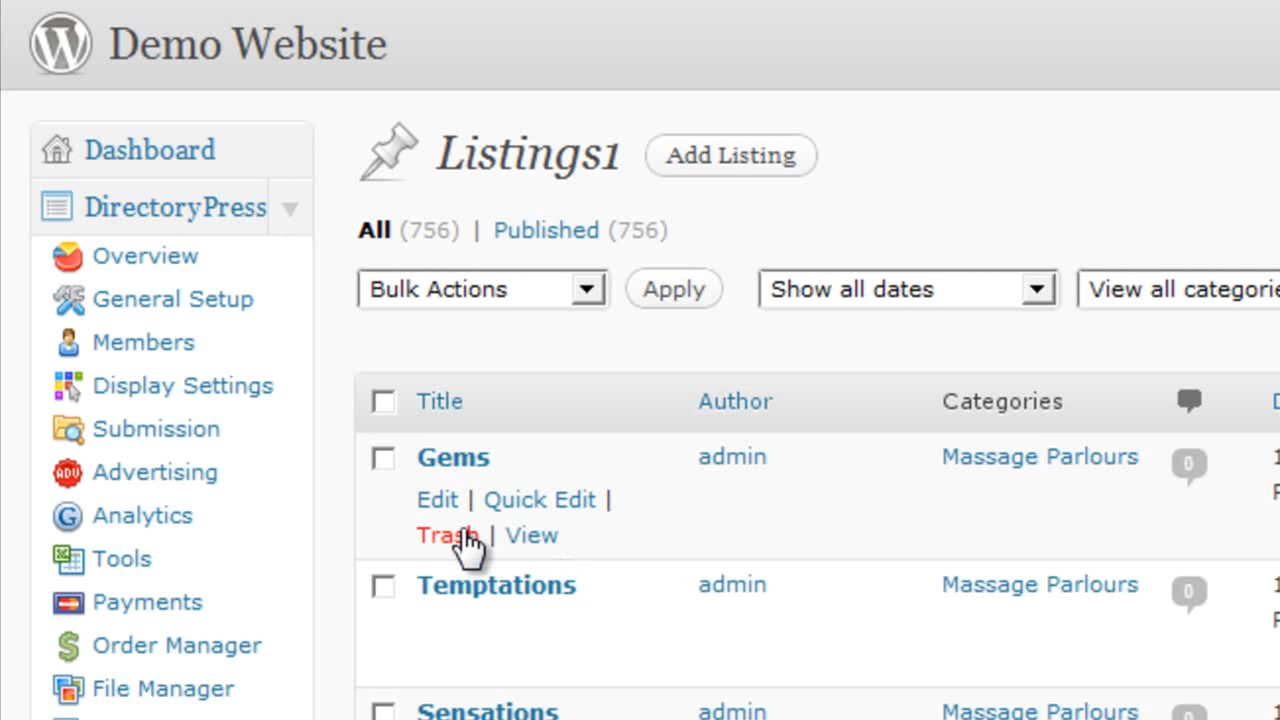 Demo Website
Dashboard
DirectoryPress
Overview
General Setup
Members
Display Settings
Submission
Advertising
Analytics
Tools
Payments
Order Manager
File Manager
Listings1 Add Listing
All (756) | Published (756)
Bulk Actions Apply Show all dates View all categorie
Title Author Categories
Gems admin Massage Parlours 0
Edit | Quick Edit |
Trash | View
Temptations admin Massage Parlours 0
Sensations admin Massage Parlours